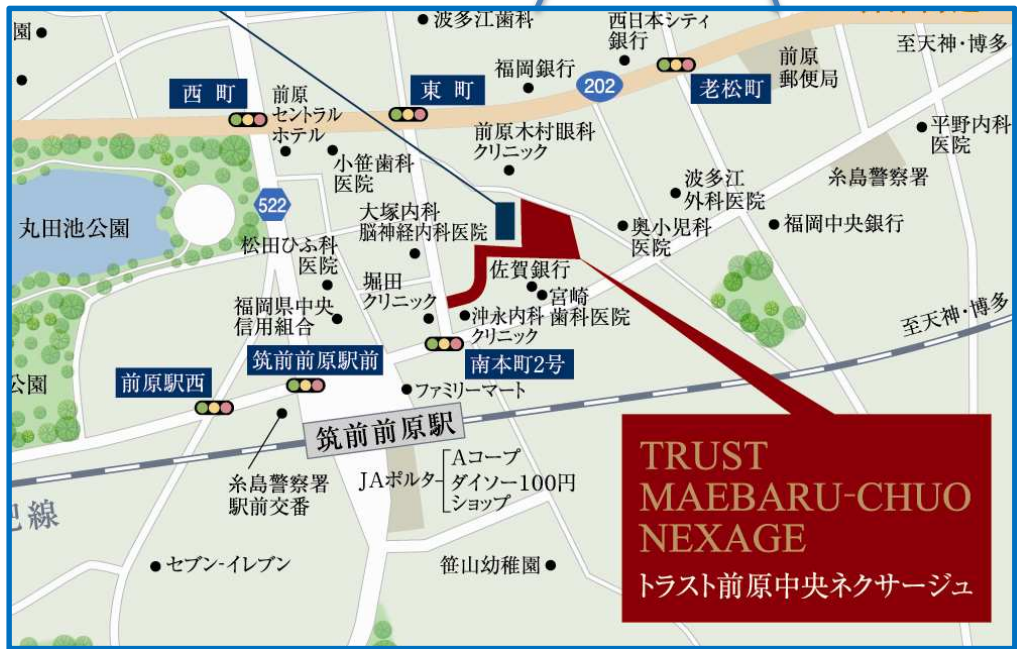 園
波多江歯科
西日本シティ
銀行
至天神・博多
前原
郵便局
福岡銀行
202
西町
東町
老松町
前原
セントラル
ホテル
前原木村眼科
クリニック
平野内科
医院
小笹歯科
医院
糸島警察署
波多江
外科医院
522
丸田池公園
大塚内科
脳神経内科医院
奥小児科
医院
福岡中央銀行
松田ひふ科
医院
佐賀銀行
堀田
クリニック
宮崎
歯科医院
福岡県中央
信用組合
沖永内科
クリニック
至天神・博多
筑前前原駅前
南本町2号
公園
前原駅西
ファミリーマート
筑前前原駅
糸島警察署
駅前交番
JAポルタ
Aコープ
ダイソー100円
ショップ
線
セブン-イレブン
笹山幼稚園
TRUST
MAEBARU-CHUO
NEXAGE
トラスト前原中央ネクサージュ